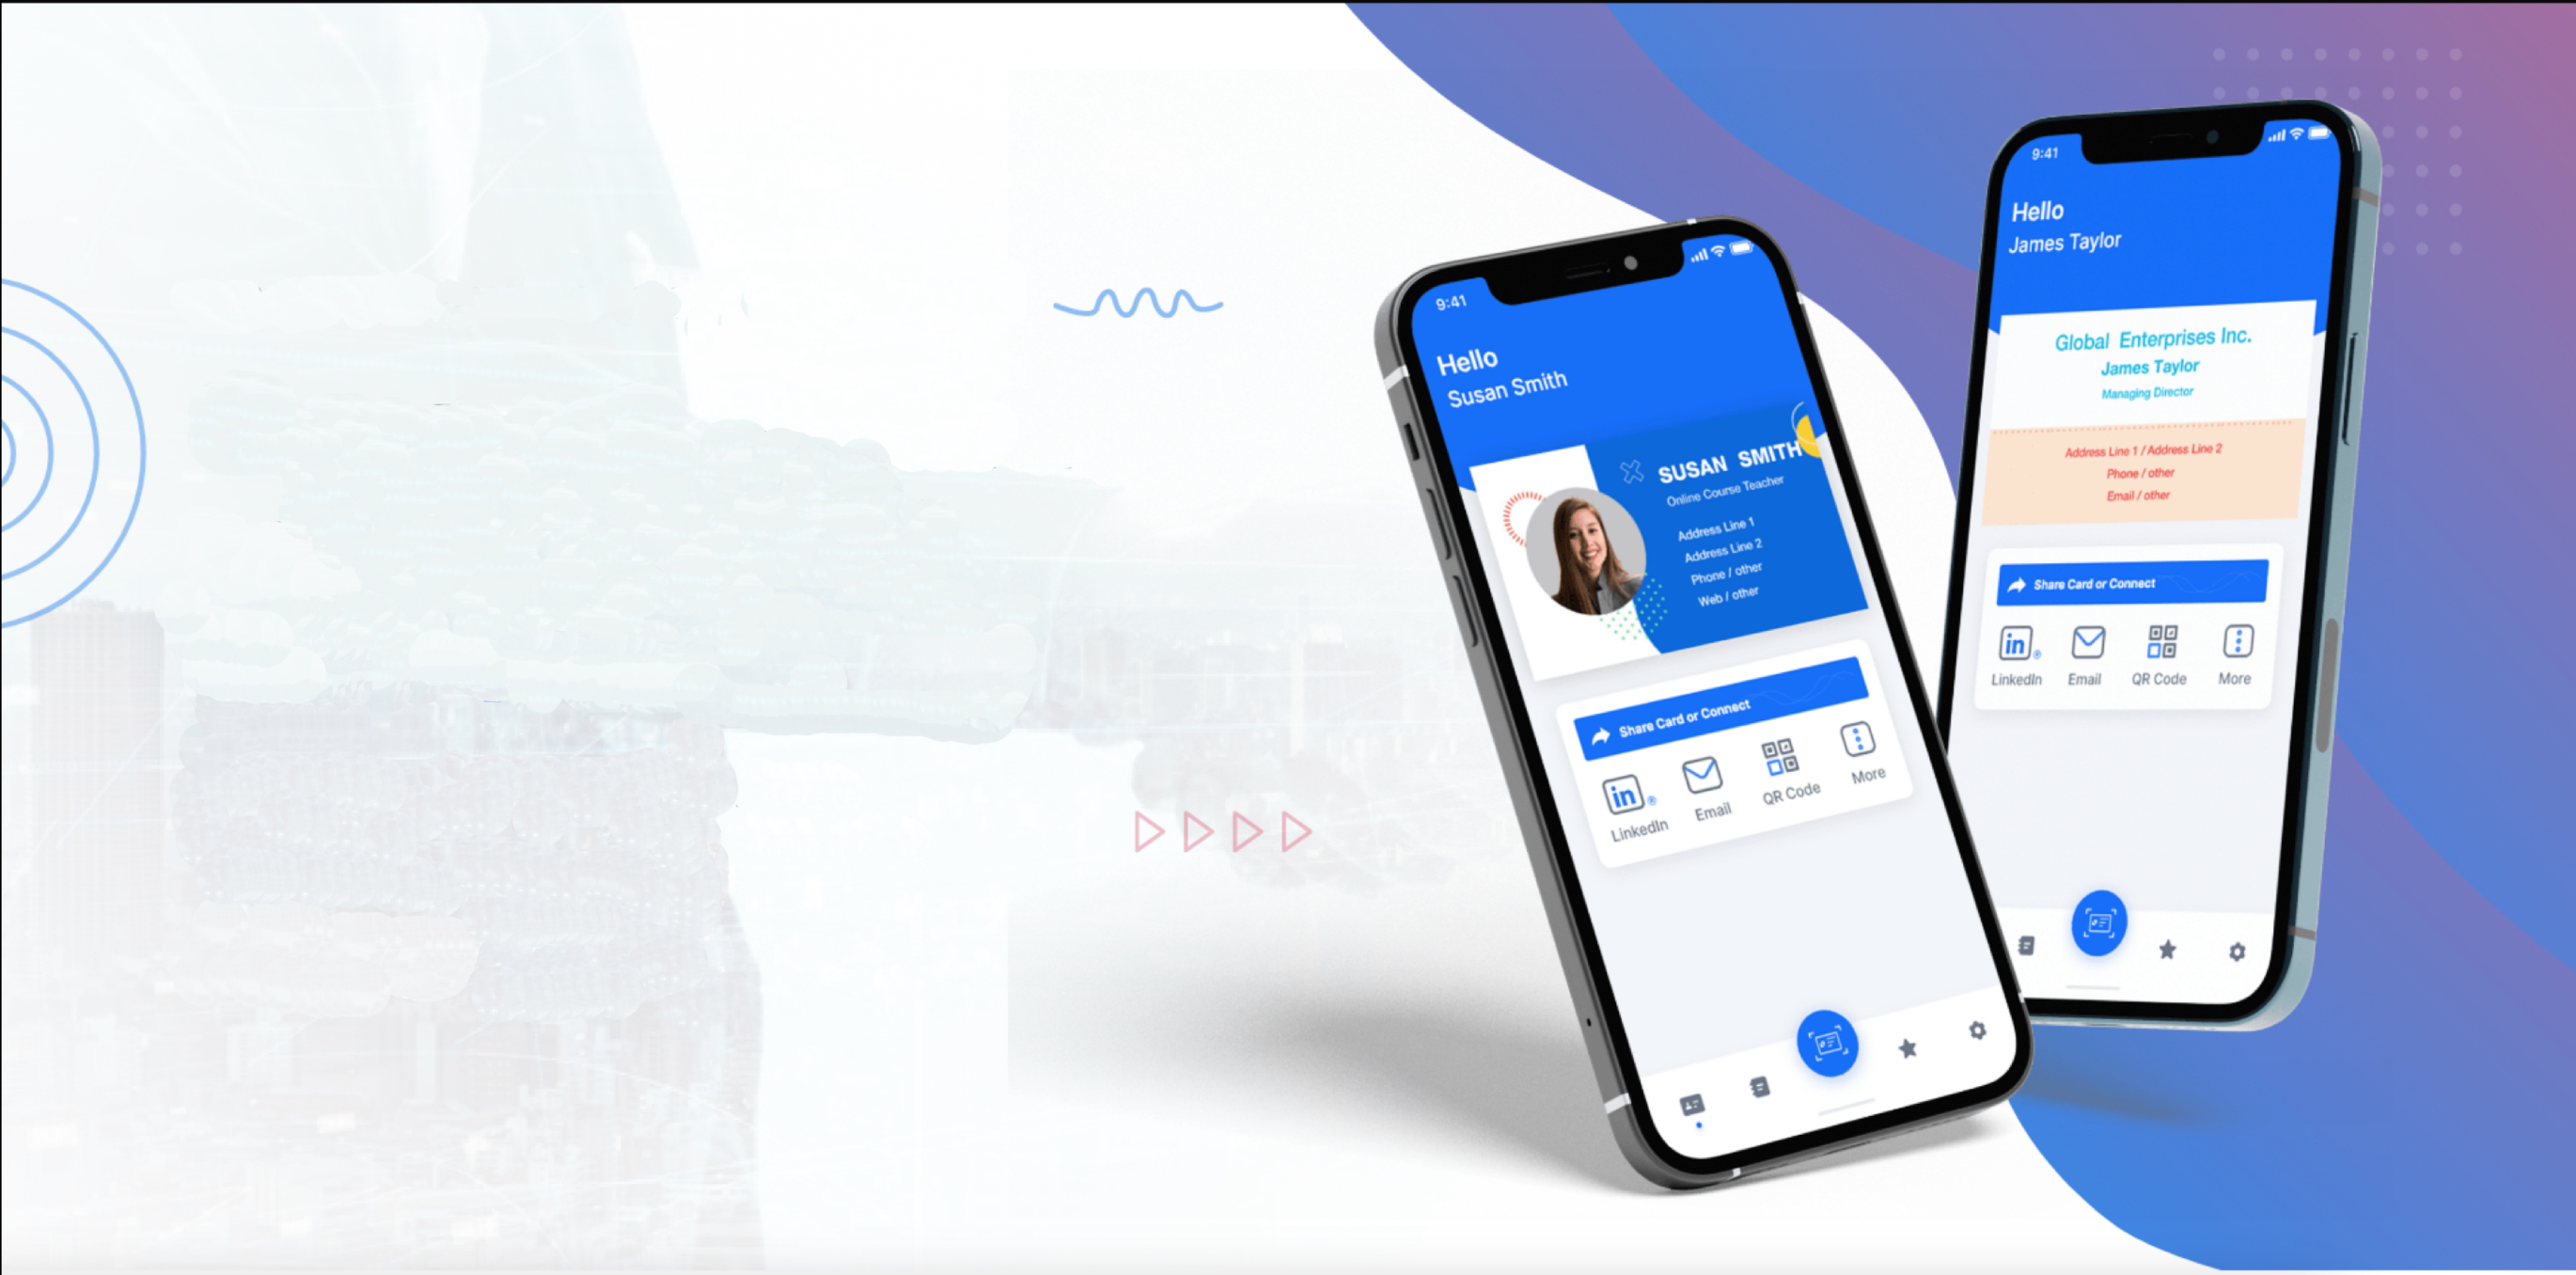 9:41
Hello
Susan Smith
SUSAN SMITH
Online Course Teacher
Address Line 1
Address Line 2
Phone / other
Web / other
Share Card or Connect
in ®
LinkedIn
Email
QR Code
More
9:41
Hello
James Taylor
Global Enterprises Inc.
James Taylor
Managing Director
Address Line 1 / Address Line 2
Phone / other
Email / other
Share Card or Connect
in ®
LinkedIn
Email
QR Code
More